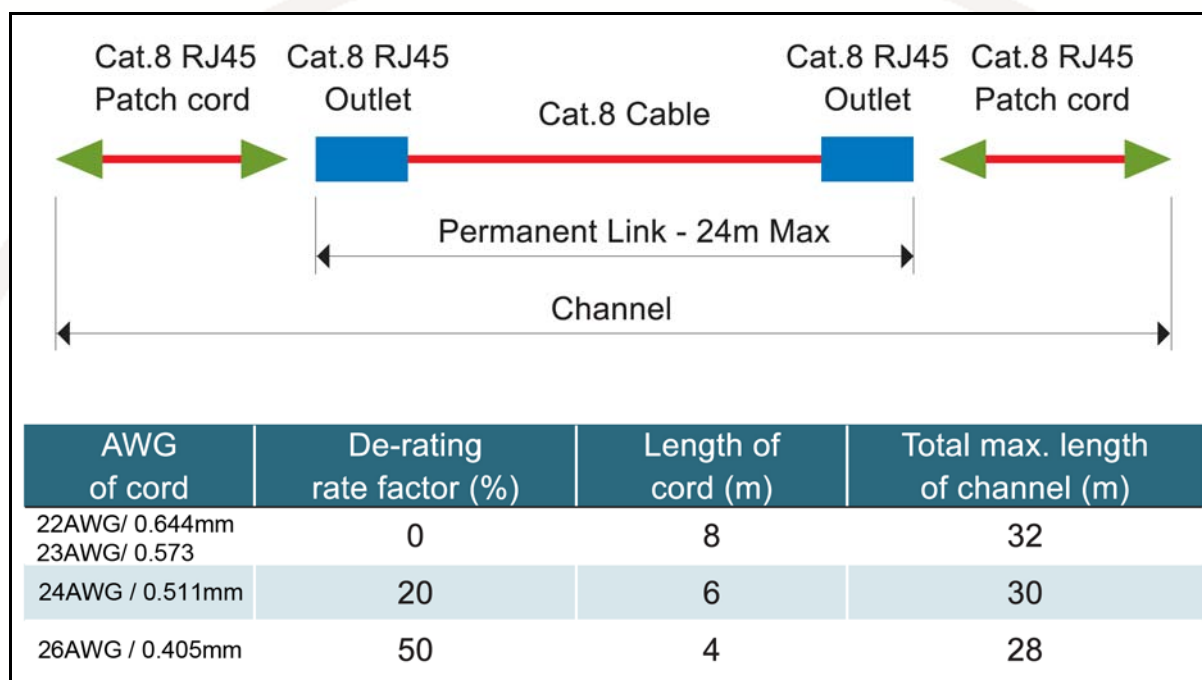 Cat.8 RJ45 Cat.8 RJ45 Cat.8 RJ45 Cat.8 RJ45
Patch cord Outlet Outlet Patch cord
Cat.8 Cable
Permanent Link - 24m Max
Channel
AWG De-rating Length of Total max. length
of cord rate factor (%) cord (m) of channel (m)
22AWG/ 0.644mm
23AWG/ 0.573 0 8 32
24AWG / 0.511mm 20 6 30
26AWG / 0.405mm 50 4 28